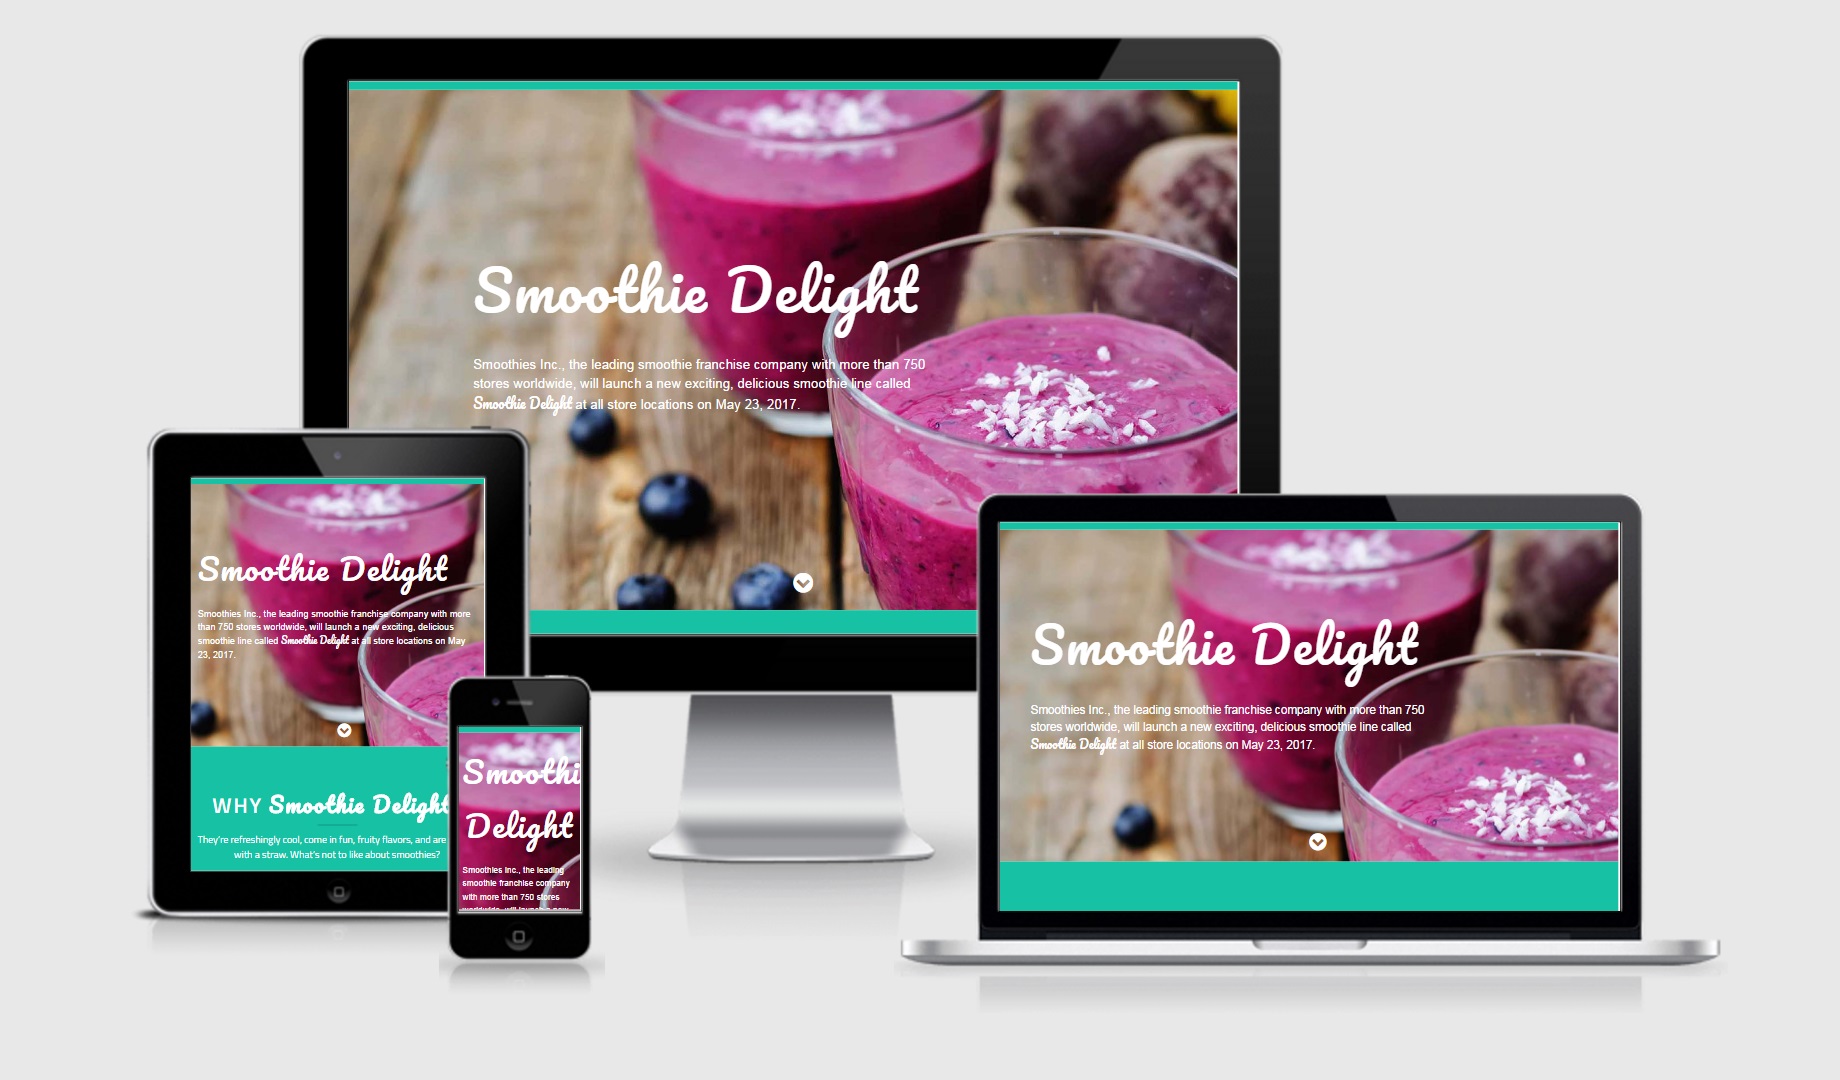 Smoothie Delight
Smoothies Inc., the leading smoothie franchise company with more than 750
stores worldwide, will launch a new exciting, delicious smoothie line called
Smoothie Delight at all store locations on May 23, 2017.
Smoothie Delight
Smoothies Inc., the leading smoothie franchise company with more
than 750 stores worldwide, will launch a new exciting, delicious
smoothie line called Smoothie Delight at all store locations on May
23, 2017.
WHY Smoothie Delight
They're refreshingly cool, come in fun, fruity flavors, and are
with a straw. What's not to like about smoothies?
Smoothi
Delight
Smoothies Inc., the leading
smoothie franchise company
with more than 750 stores
worldwide, will launch a new
Smoothie Delight
Smoothies Inc., the leading smoothie franchise company with more than 750
stores worldwide, will launch a new exciting, delicious smoothie line called
Smoothie Delight at all store locations on May 23, 2017.